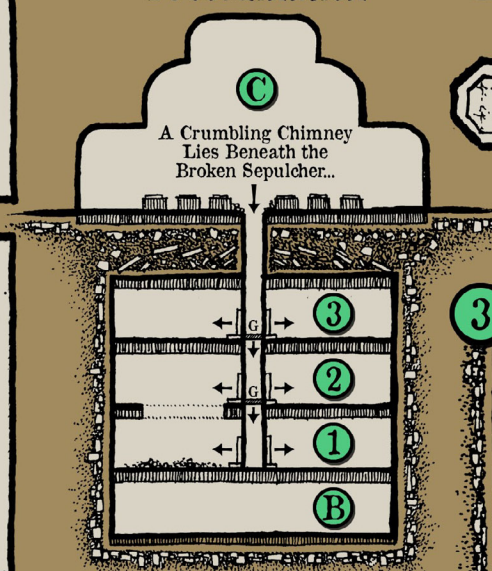 C
A Crumbling Chimney
Lies Beneath the
Broken Sepulcher...
3
G
3
2
G
1
B